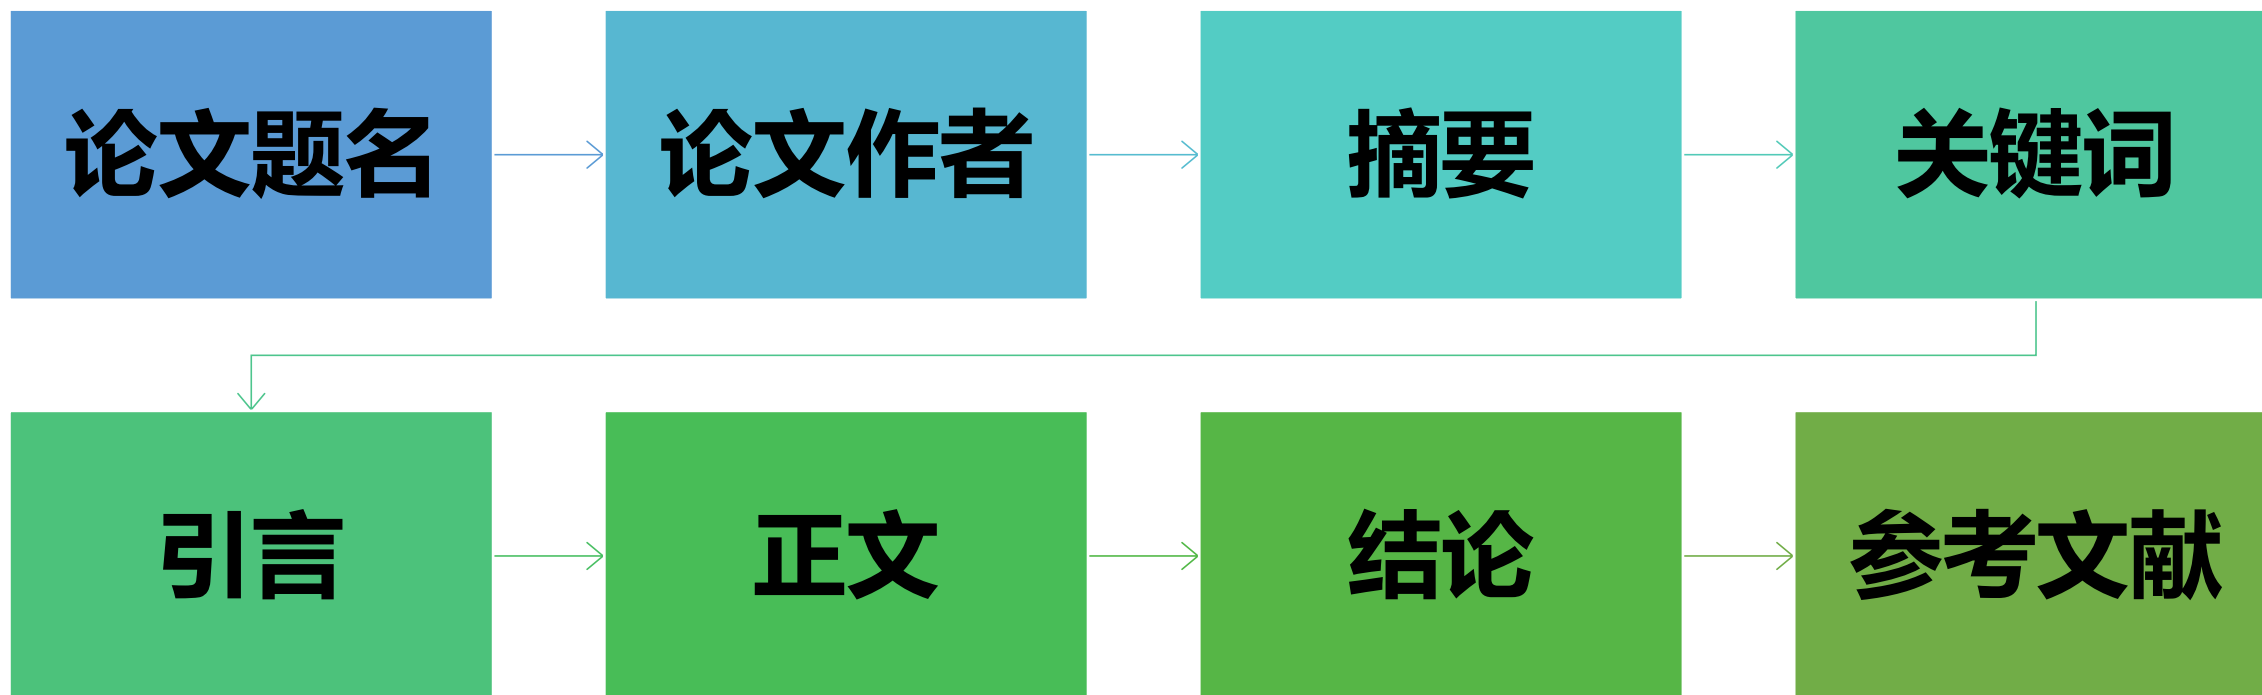 论文题名
论文作者
摘要
关键词
引言
正文
结论
参考文献